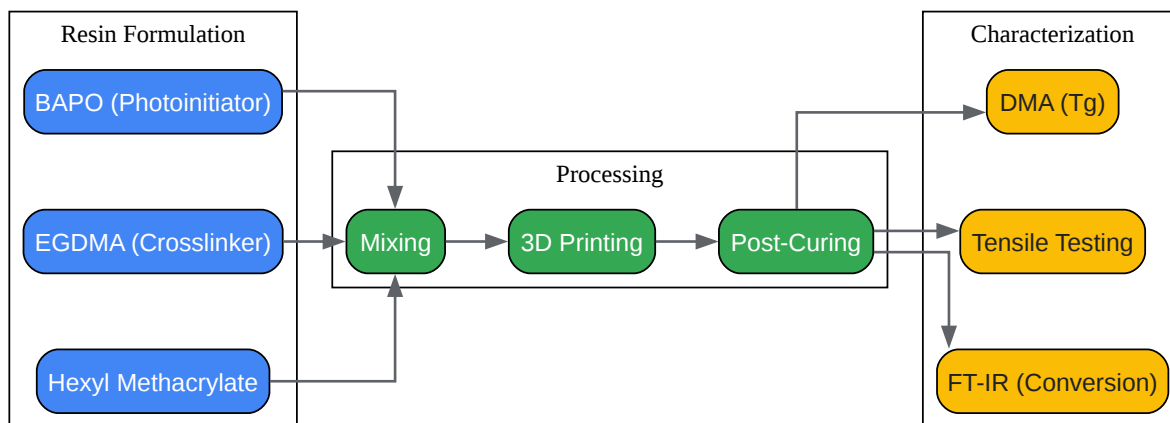 Resin Formulation
BAPO (Photoinitiator)
EGDMA (Crosslinker)
Hexyl Methacrylate
Processing
Mixing
3D Printing
Post-Curing
Characterization
DMA (Tg)
Tensile Testing
FT-IR (Conversion)